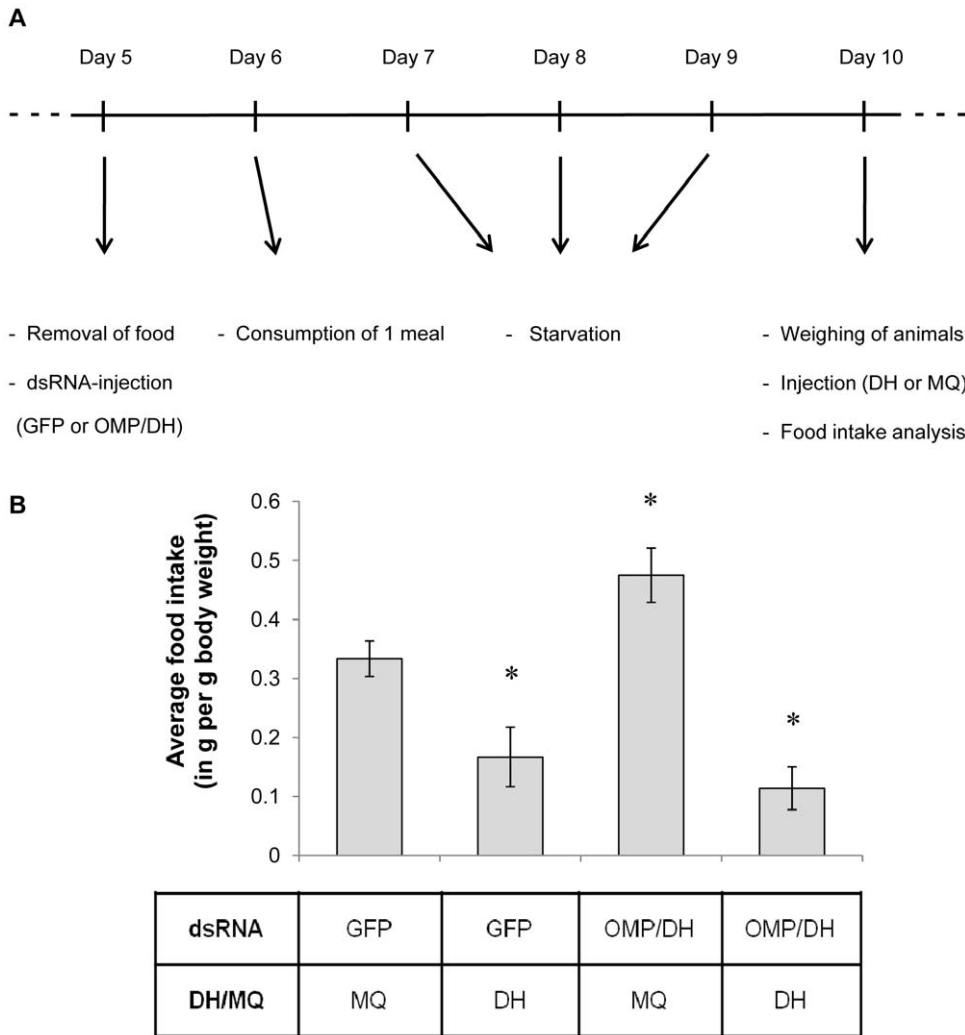 A
Day 5 Day 6 Day 7 Day 8 Day 9 Day 10
- Removal of food
- dsRNA-injection
(GFP or OMP/DH)
- Consumption of 1 meal
- Starvation
- Weighing of animals
- Injection (DH or MQ)
- Food intake analysis
B
Average food intake
(in g per g body weight)
0.6
0.5
0.4
0.3
0.2
0.1
0
*
*
*
dsRNA GFP GFP OMP/DH OMP/DH
DH/MQ MQ DH MQ DH